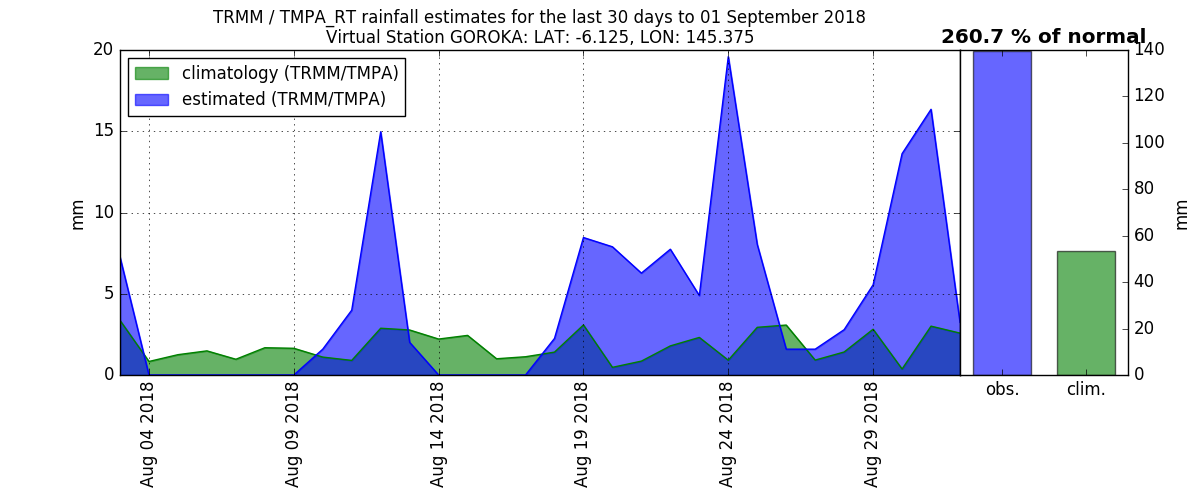 TRMM / TMPA_RT rainfall estimates for the last 30 days to 01 September 2018
Virtual Station GOROKA: LAT: -6.125, LON: 145.375
260.7 % of normal
climatology (TRMM/TMPA)
estimated (TRMM/TMPA)
20
15
10
5
0
mm
Aug 04 2018
Aug 09 2018
Aug 14 2018
Aug 19 2018
Aug 24 2018
Aug 29 2018
obs.
clim.
140
120
100
80
60
40
20
0
mm